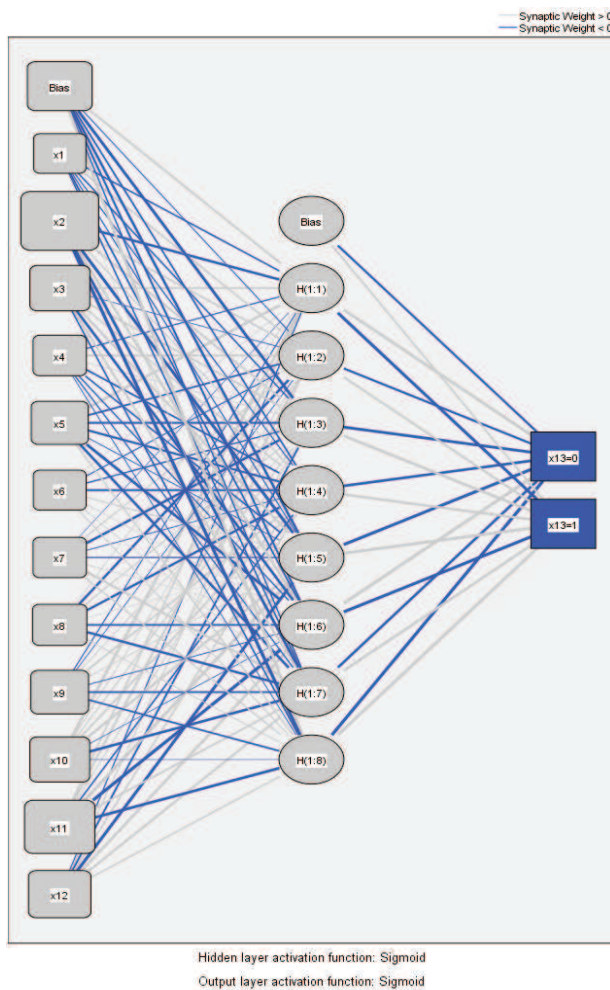 Synaptic Weight > 0
Synaptic Weight < 0
Bias
x1
x2
Bias
x3
H(1:1)
x4
H(1:2)
x5
H(1:3)
x13=0
x6
H(1:4)
x13=1
x7
H(1:5)
x8
H(1:6)
x9
H(1:7)
x10
H(1:8)
x11
x12
Hidden layer activation function: Sigmoid
Output layer activation function: Sigmoid